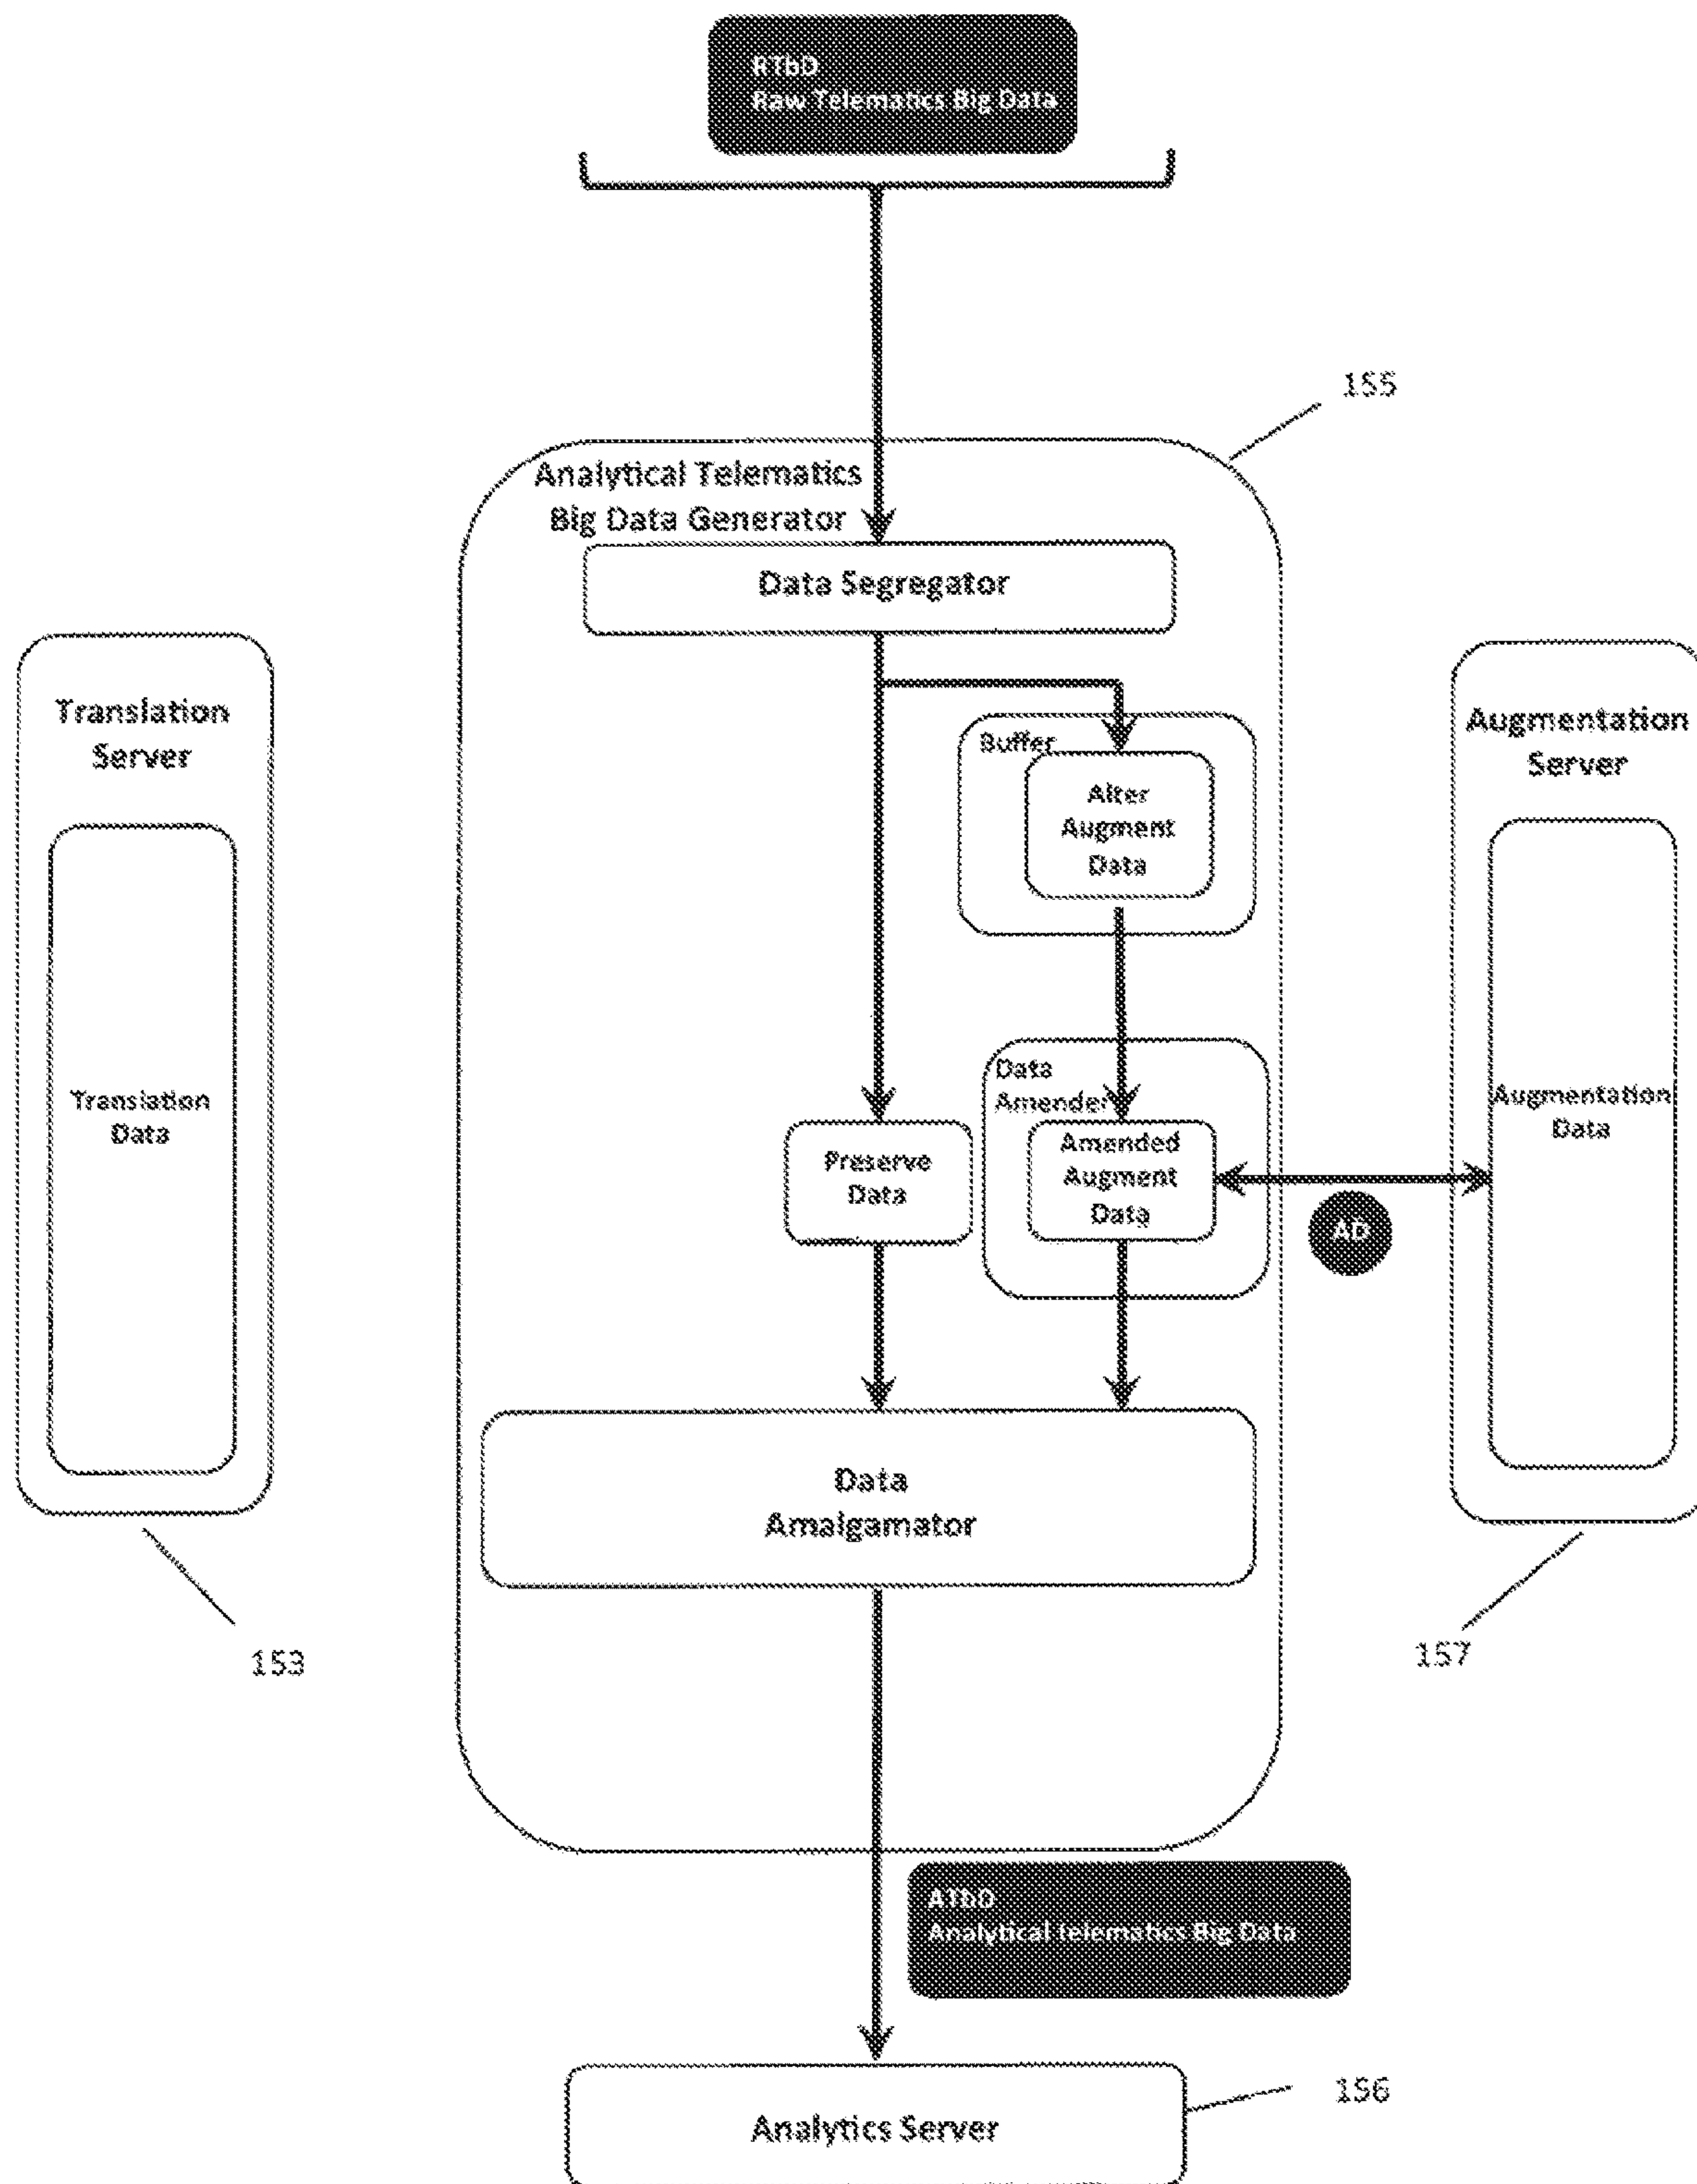 RTbD
Raw Telematics Big Data
155
Analytical Telematics
Big Data Generator
Data Segregator
Translation
Server
Buffer
Augmentation
Server
Alter
Augment
Data
Translation
Data
Data
Amender
Augmentation
Data
Preserve
Data
Amended
Augment
Data
AD
Data
Amalgamator
153
157
ATbD
Analytical telematics Big Data
156
Analytics Server